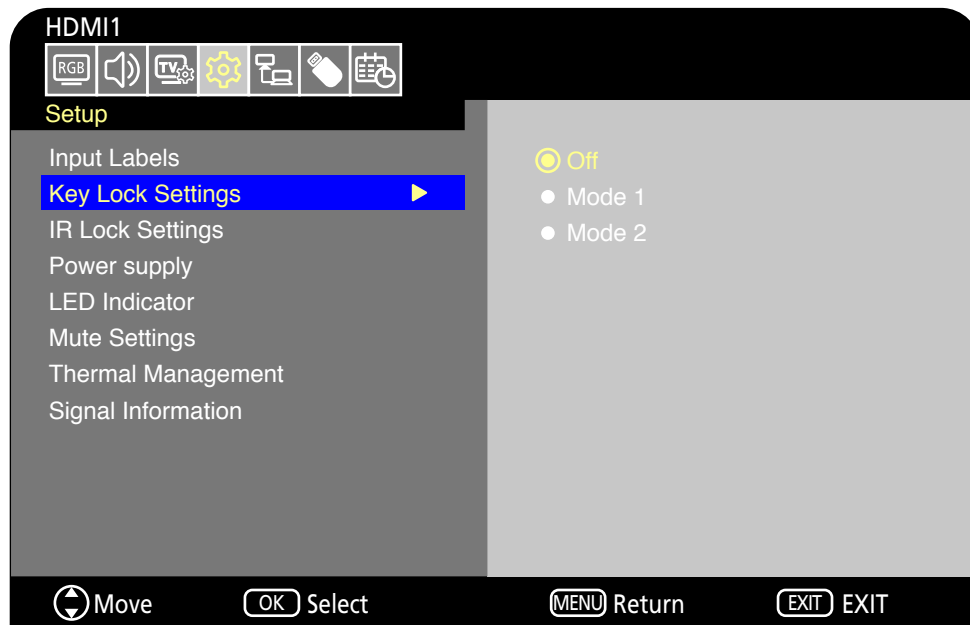 HDMI1
RGB TV
Setup
Input Labels
Key Lock Settings
IR Lock Settings
Power supply
LED Indicator
Mute Settings
Thermal Management
Signal Information
Off
Mode 1
Mode 2
Move OK Select MENU Return EXIT EXIT